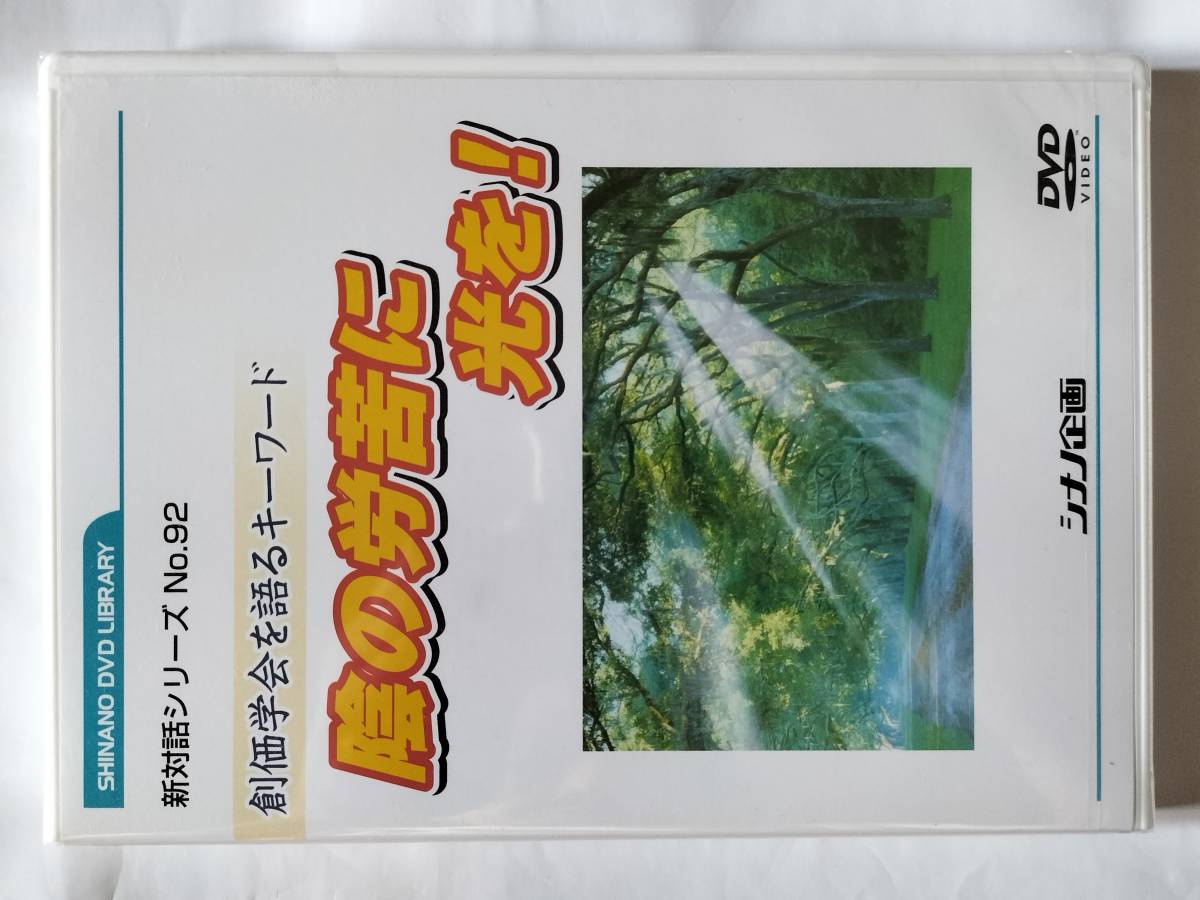 SHINANO DVD LIBRARY
新対話シリーズ No.92
創価学会を語るキーワード
陰の労苦に
光を!
シナノ企画
DVD
VIDEO